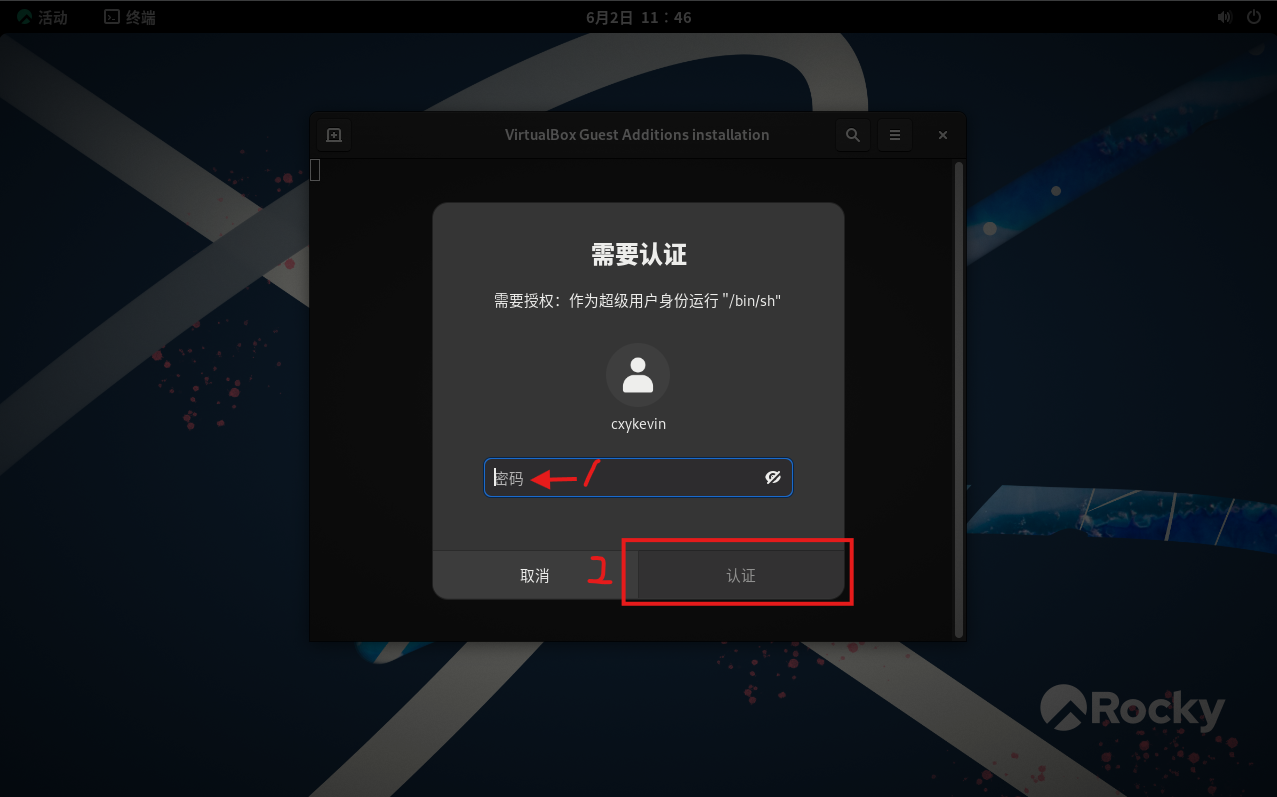 活动 终端 6月2日 11：46
VirtualBox Guest Additions installation
需要认证
需要授权：作为超级用户身份运行 "/bin/sh"
cxykevin
密码 1
取消 2 认证
Rocky